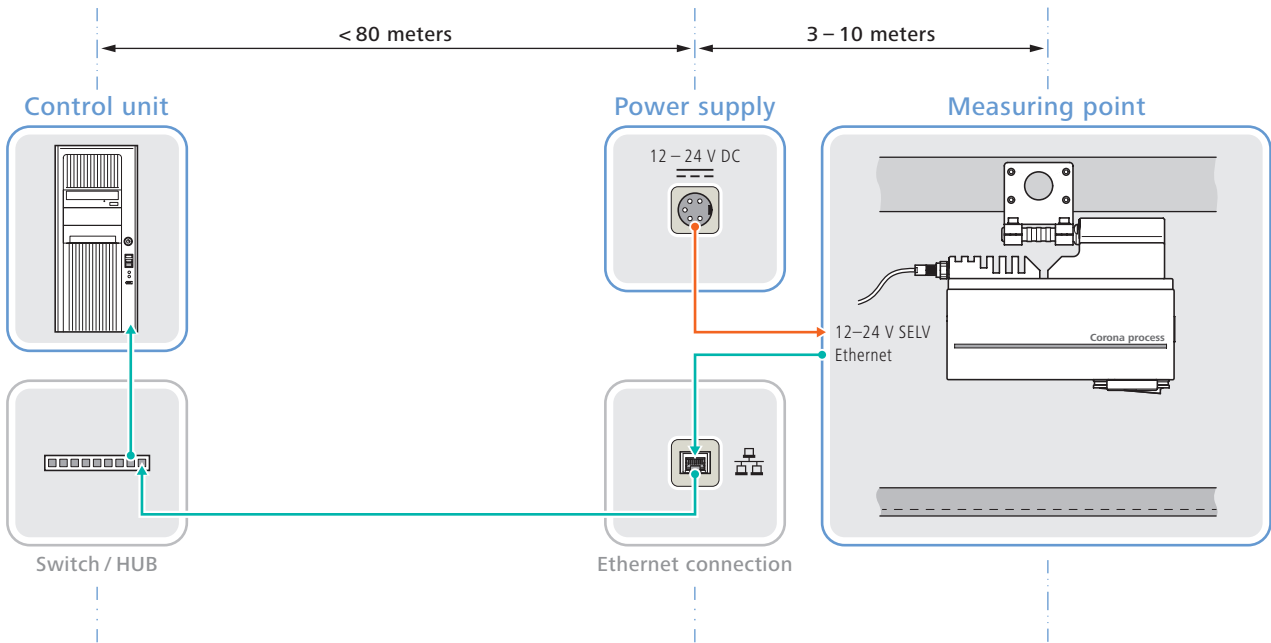 < 80 meters
3 – 10 meters
Control unit
Power supply
Measuring point
12 – 24 V DC
12–24 V SELV
Ethernet
Corona process
Switch / HUB
Ethernet connection